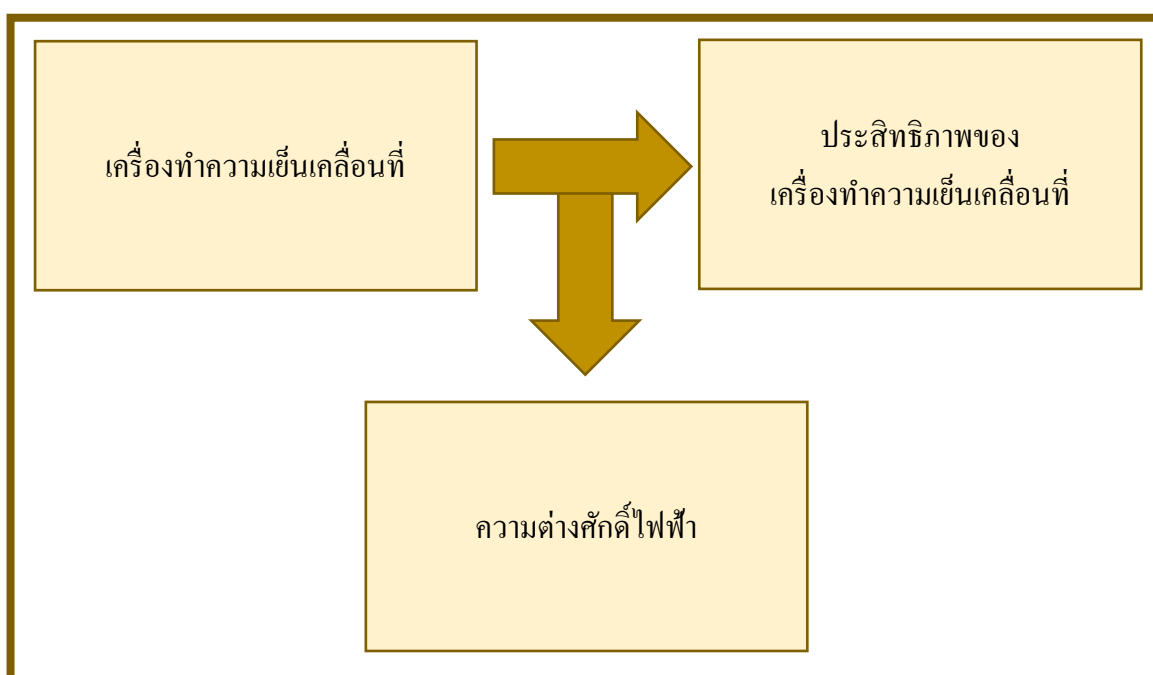 เครื่องทำความเย็นเคลื่อนที่
ประสิทธิภาพของ
เครื่องทำความเย็นเคลื่อนที่
ความต่างศักดิ์ไฟฟ้า